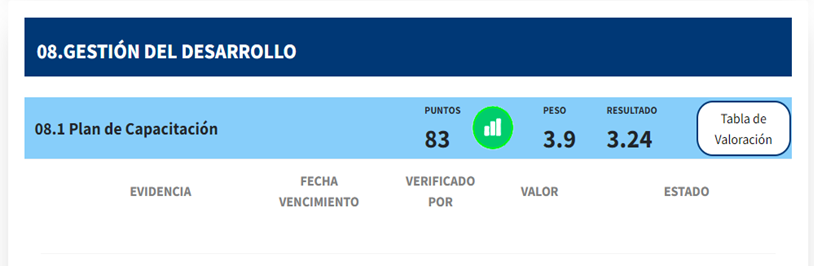 08.GESTIÓN DEL DESARROLLO
08.1 Plan de Capacitación
PUNTOS
83
PESO
3.9
RESULTADO
3.24
Tabla de
Valoración
EVIDENCIA
FECHA
VENCIMIENTO
VERIFICADO
POR
VALOR
ESTADO